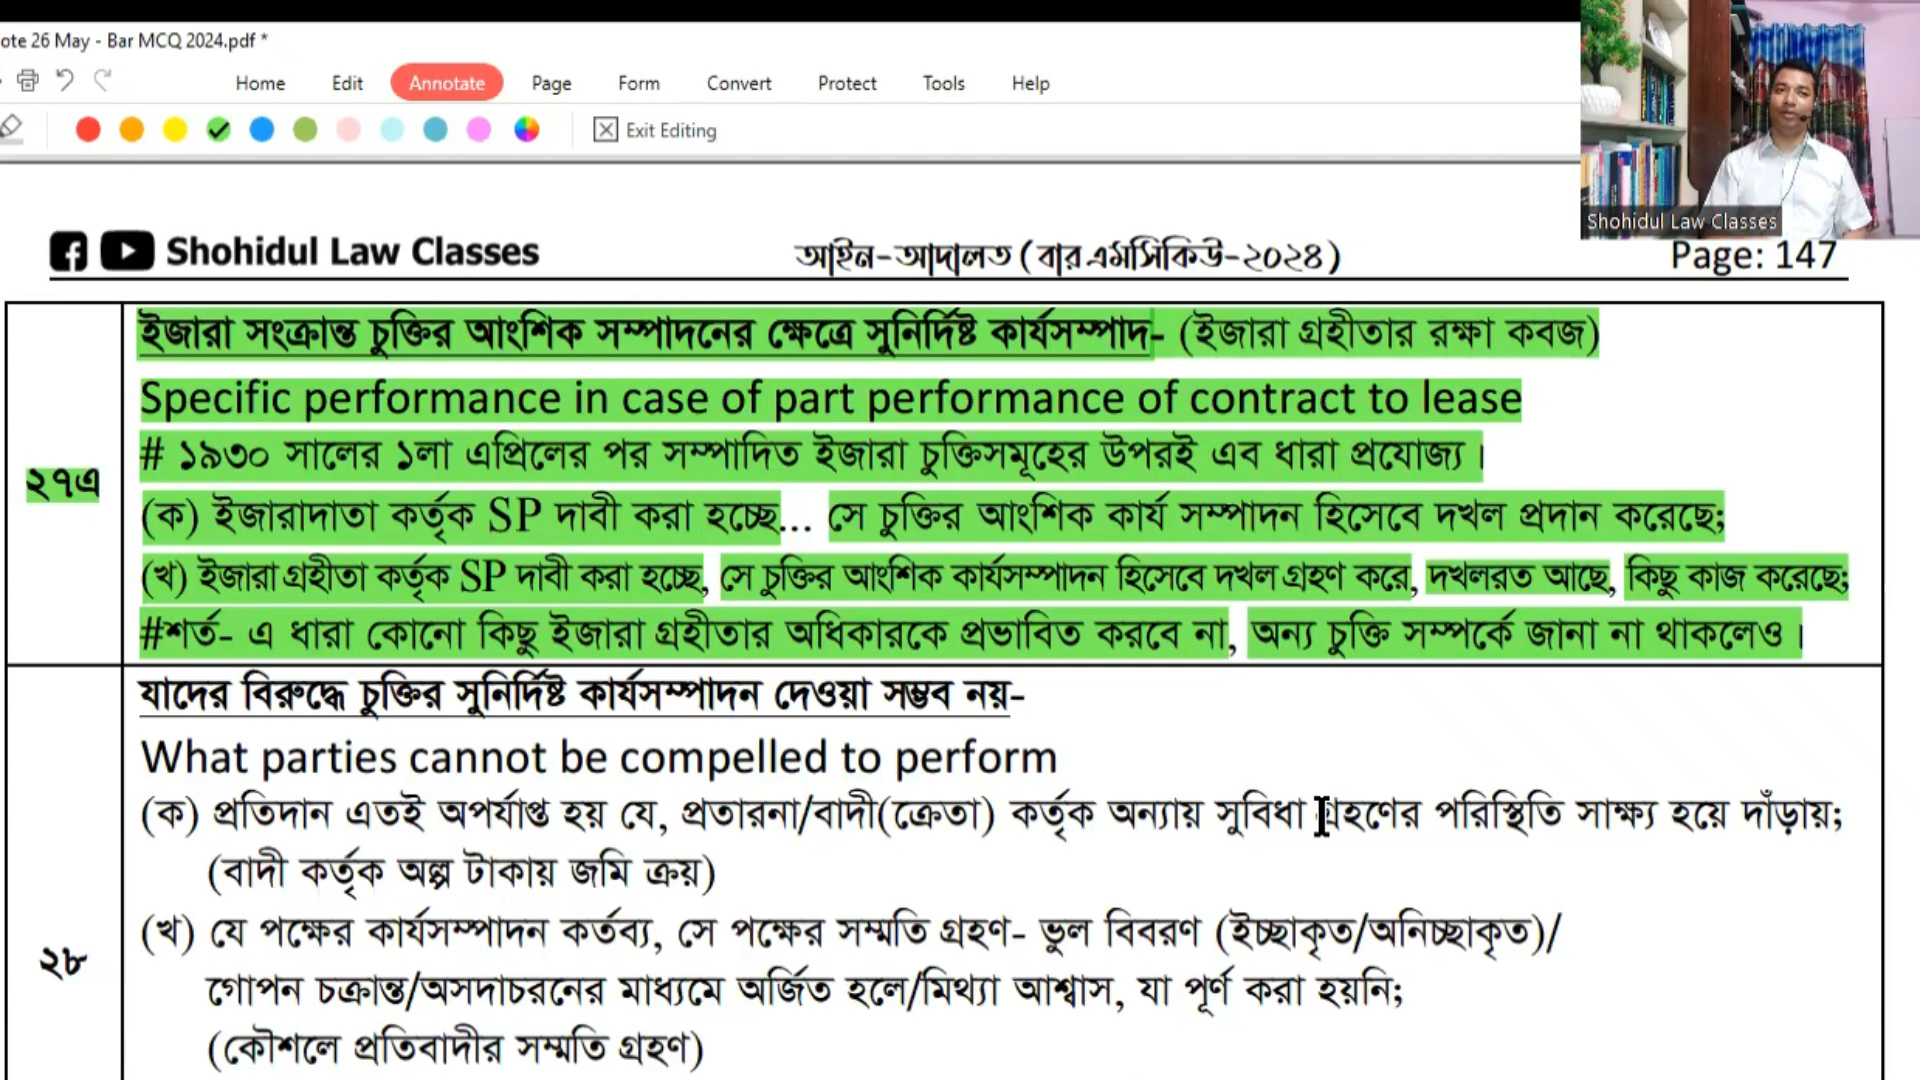 ote 26 May - Bar MCQ 2024.pdf *
Home Edit Annotate Page Form Convert Protect Tools Help
Exit Editing
Shohidul Law Classes
Shohidul Law Classes আইন-আদালত (বার এমসিকিউ-২০২৪) Page: 147
ইজারা সংক্রান্ত চুক্তির আংশিক সম্পাদনের ক্ষেত্রে সুনির্দিষ্ট কার্যসম্পাদ- (ইজারা গ্রহীতার রক্ষা কবজ)
Specific performance in case of part performance of contract to lease
# ১৯৩০ সালের ১লা এপ্রিলের পর সম্পাদিত ইজারা চুক্তিসমূহের উপরই এব ধারা প্রযোজ্য।
২৭এ
(ক) ইজারাদাতা কর্তৃক SP দাবী করা হচ্ছে... সে চুক্তির আংশিক কার্য সম্পাদন হিসেবে দখল প্রদান করেছে;
(খ) ইজারা গ্রহীতা কর্তৃক SP দাবী করা হচ্ছে, সে চুক্তির আংশিক কার্যসম্পাদন হিসেবে দখল গ্রহণ করে, দখলরত আছে, কিছু কাজ করেছে;
#শর্ত- এ ধারা কোনো কিছু ইজারা গ্রহীতার অধিকারকে প্রভাবিত করবে না, অন্য চুক্তি সম্পর্কে জানা না থাকলেও।
যাদের বিরুদ্ধে চুক্তির সুনির্দিষ্ট কার্যসম্পাদন দেওয়া সম্ভব নয়-
What parties cannot be compelled to perform
(ক) প্রতিদান এতই অপর্যাপ্ত হয় যে, প্রতারনা/বাদী(ক্রেতা) কর্তৃক অন্যায় সুবিধা গ্রহণের পরিস্থিতি সাক্ষ্য হয়ে দাঁড়ায়;
(বাদী কর্তৃক অল্প টাকায় জমি ক্রয়)
(খ) যে পক্ষের কার্যসম্পাদন কর্তব্য, সে পক্ষের সম্মতি গ্রহণ- ভুল বিবরণ (ইচ্ছাকৃত/অনিচ্ছাকৃত)/
২৮
গোপন চক্রান্ত/অসদাচরনের মাধ্যমে অর্জিত হলে/মিথ্যা আশ্বাস, যা পূর্ণ করা হয়নি;
(কৌশলে প্রতিবাদীর সম্মতি গ্রহণ)